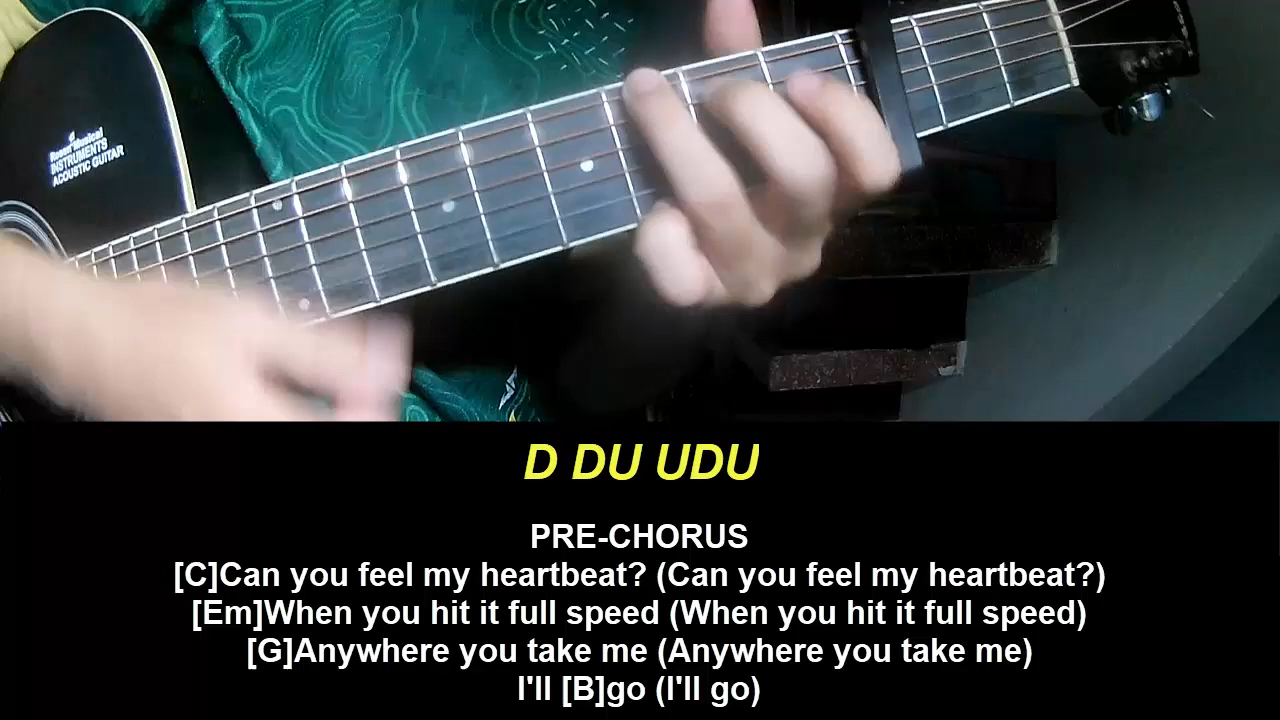 INSTRUMENTS
ACOUSTIC GUITAR
D DU UDU
PRE-CHORUS
[C]Can you feel my heartbeat? (Can you feel my heartbeat?)
[Em]When you hit it full speed (When you hit it full speed)
[G]Anywhere you take me (Anywhere you take me)
I'll [B]go (I'll go)